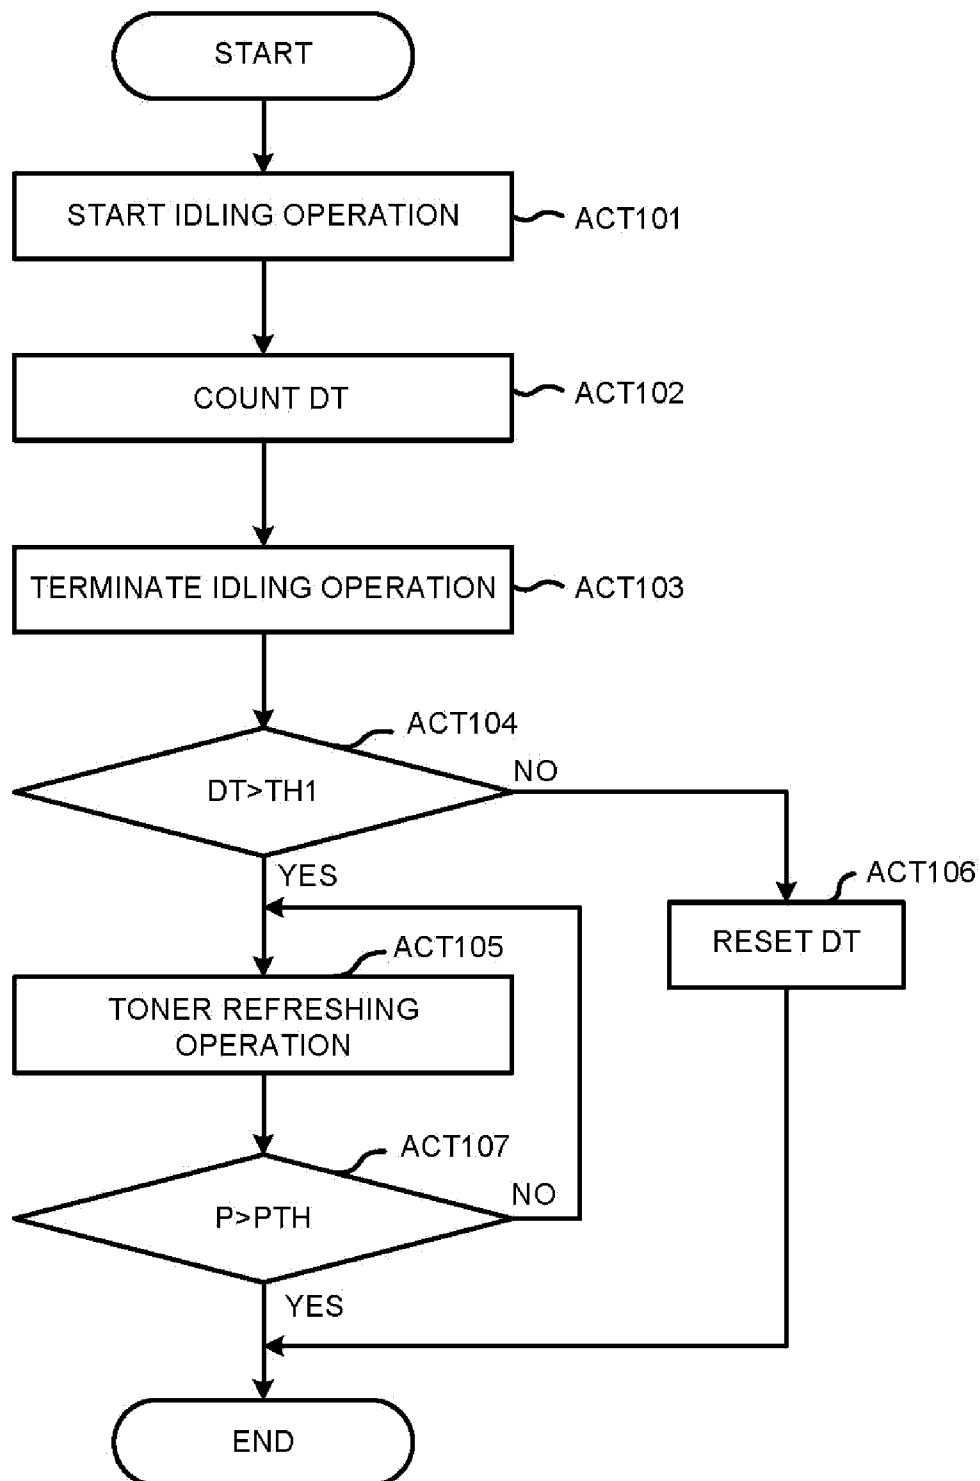 START
START IDLING OPERATION
ACT101
COUNT DT
ACT102
TERMINATE IDLING OPERATION
ACT103
ACT104
DT>TH1
NO
YES
ACT106
RESET DT
ACT105
TONER REFRESHING
OPERATION
ACT107
P>PTH
NO
YES
END